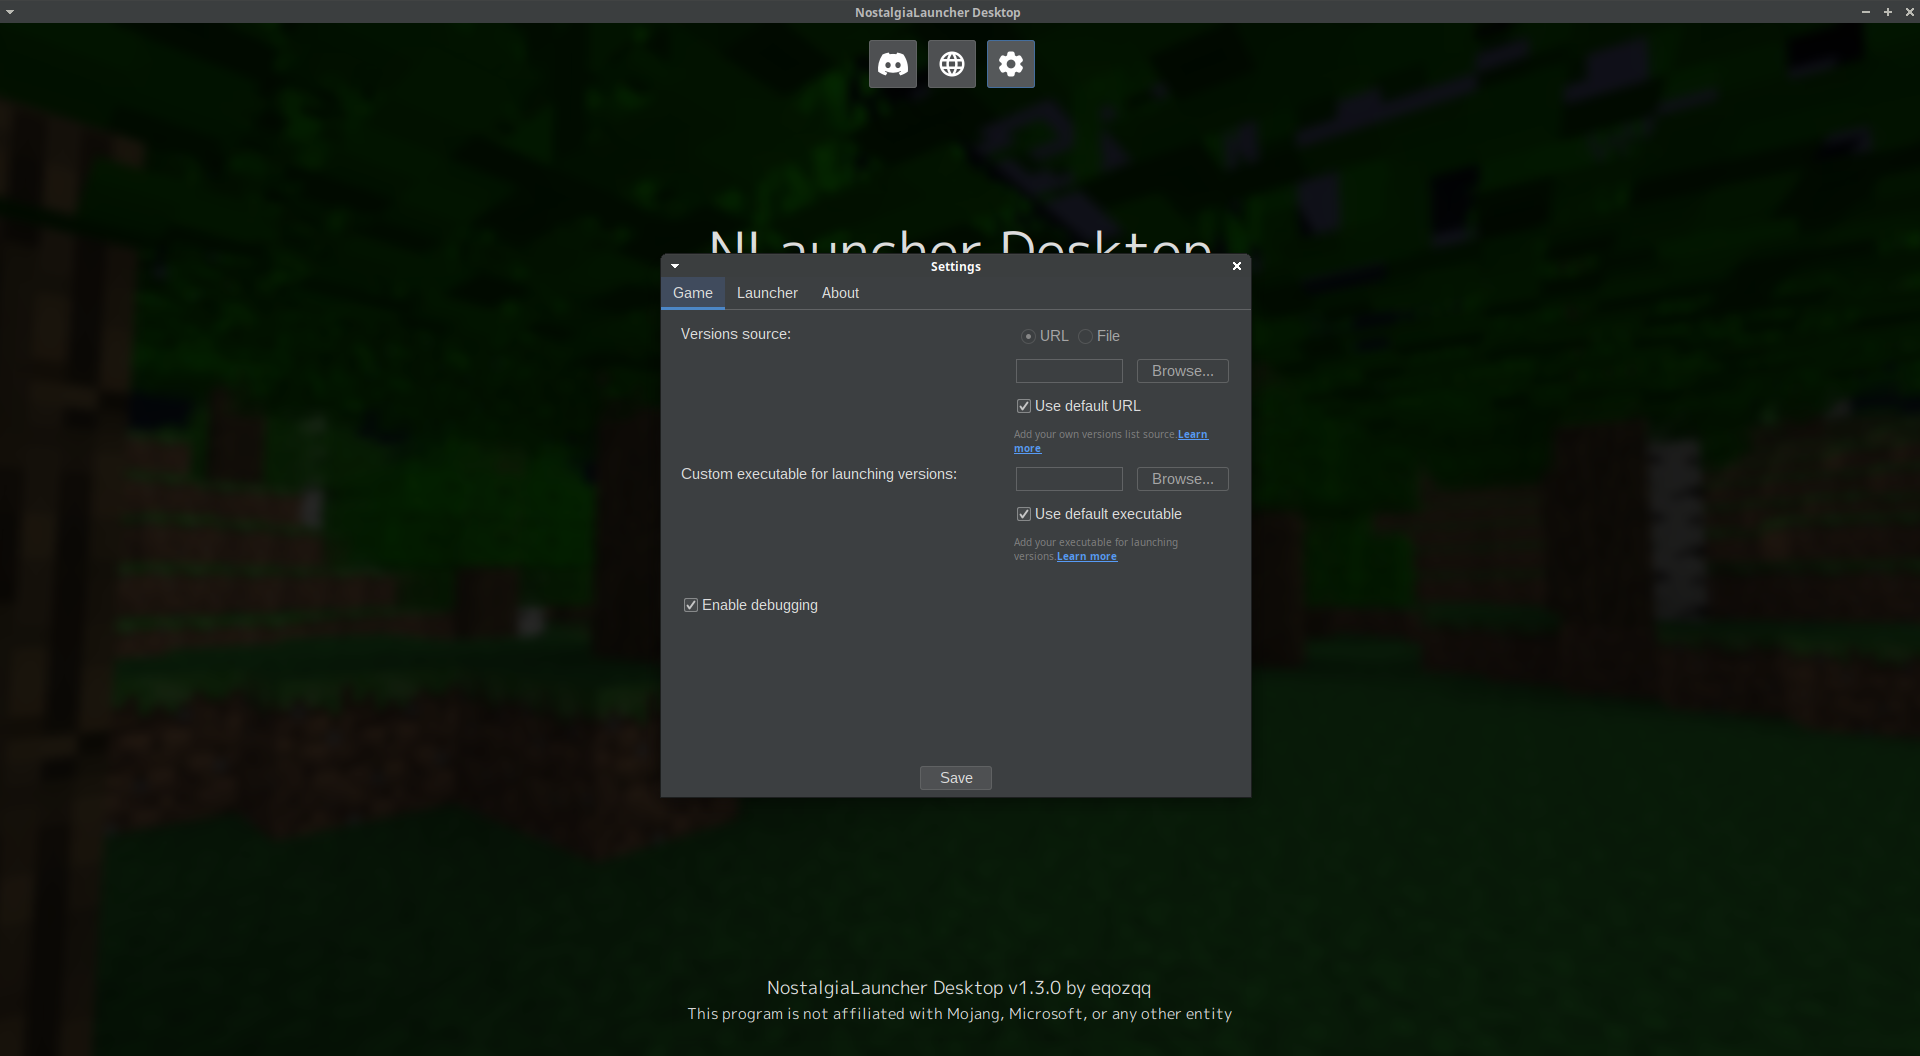 NostalgiaLauncher Desktop
NLauncher Desktop
Settings
Game Launcher About
Versions source:
URL File
Browse...
Use default URL
Add your own versions list source.Learn
more
Custom executable for launching versions:
Browse...
Use default executable
Add your executable for launching
versions.Learn more
Enable debugging
Save
NostalgiaLauncher Desktop v1.3.0 by eqozqq
This program is not affiliated with Mojang, Microsoft, or any other entity